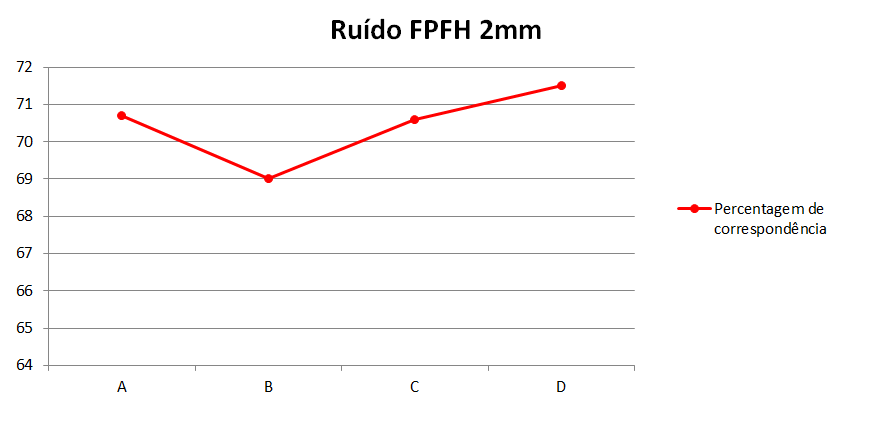 Ruído FPFH 2mm
72
71
70
69
68
67
66
65
64
A B C D
Percentagem de
correspondência